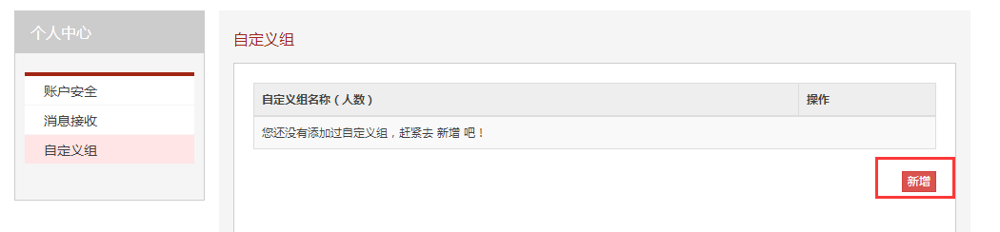 个人中心
账户安全
消息接收
自定义组
自定义组
自定义组名称（人数） 操作
您还没有添加过自定义组，赶紧去 新增 吧！
新增